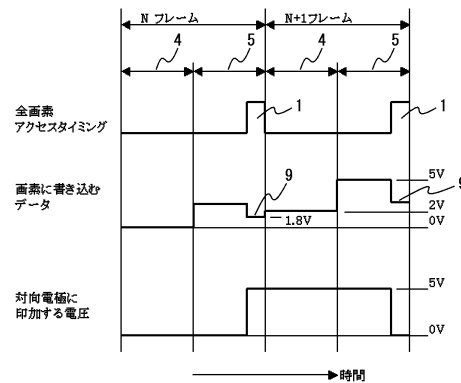 N フレーム
N+1フレーム
4
5
4
5
全画素
アクセスタイミング
1
1
画素に書き込む
データ
9
1.8V
5V
9
2V
0V
対向電極に
印加する電圧
5V
0V
時間